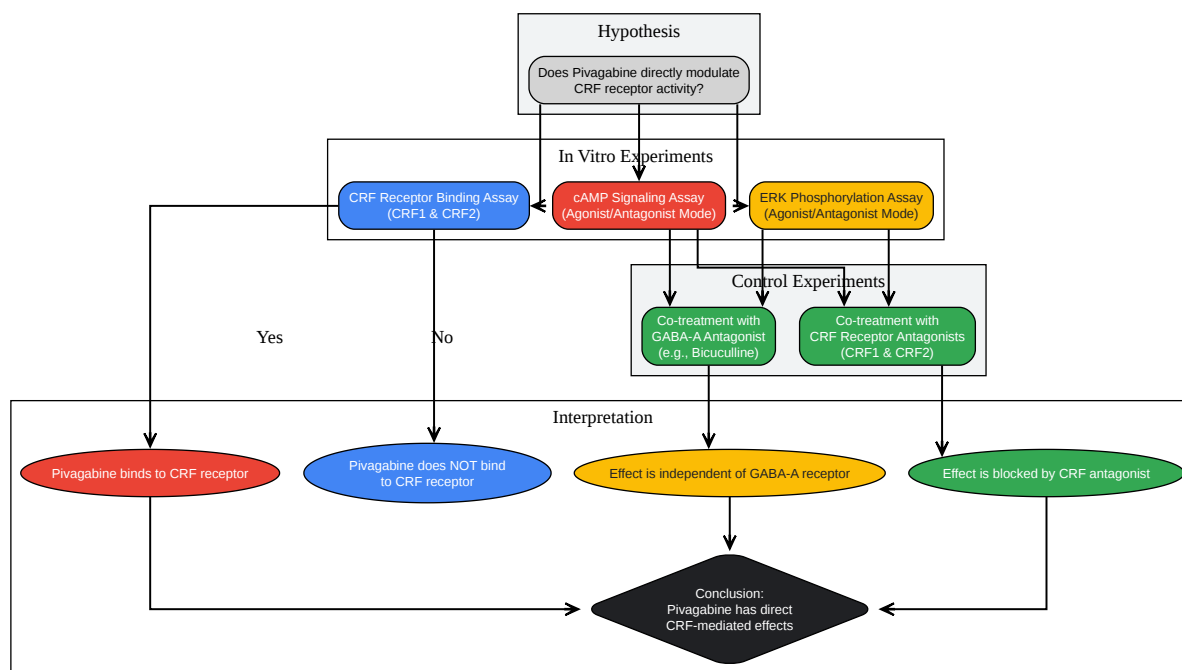 Hypothesis
Does Pivagabine directly modulate
CRF receptor activity?
In Vitro Experiments
CRF Receptor Binding Assay
(CRF1 & CRF2)
cAMP Signaling Assay
(Agonist/Antagonist Mode)
ERK Phosphorylation Assay
(Agonist/Antagonist Mode)
Control Experiments
Co-treatment with
GABA-A Antagonist
(e.g., Bicuculline)
Co-treatment with
CRF Receptor Antagonists
(CRF1 & CRF2)
Yes
No
Interpretation
Pivagabine binds to CRF receptor
Pivagabine does NOT bind
to CRF receptor
Effect is independent of GABA-A receptor
Effect is blocked by CRF antagonist
Conclusion:
Pivagabine has direct
CRF-mediated effects